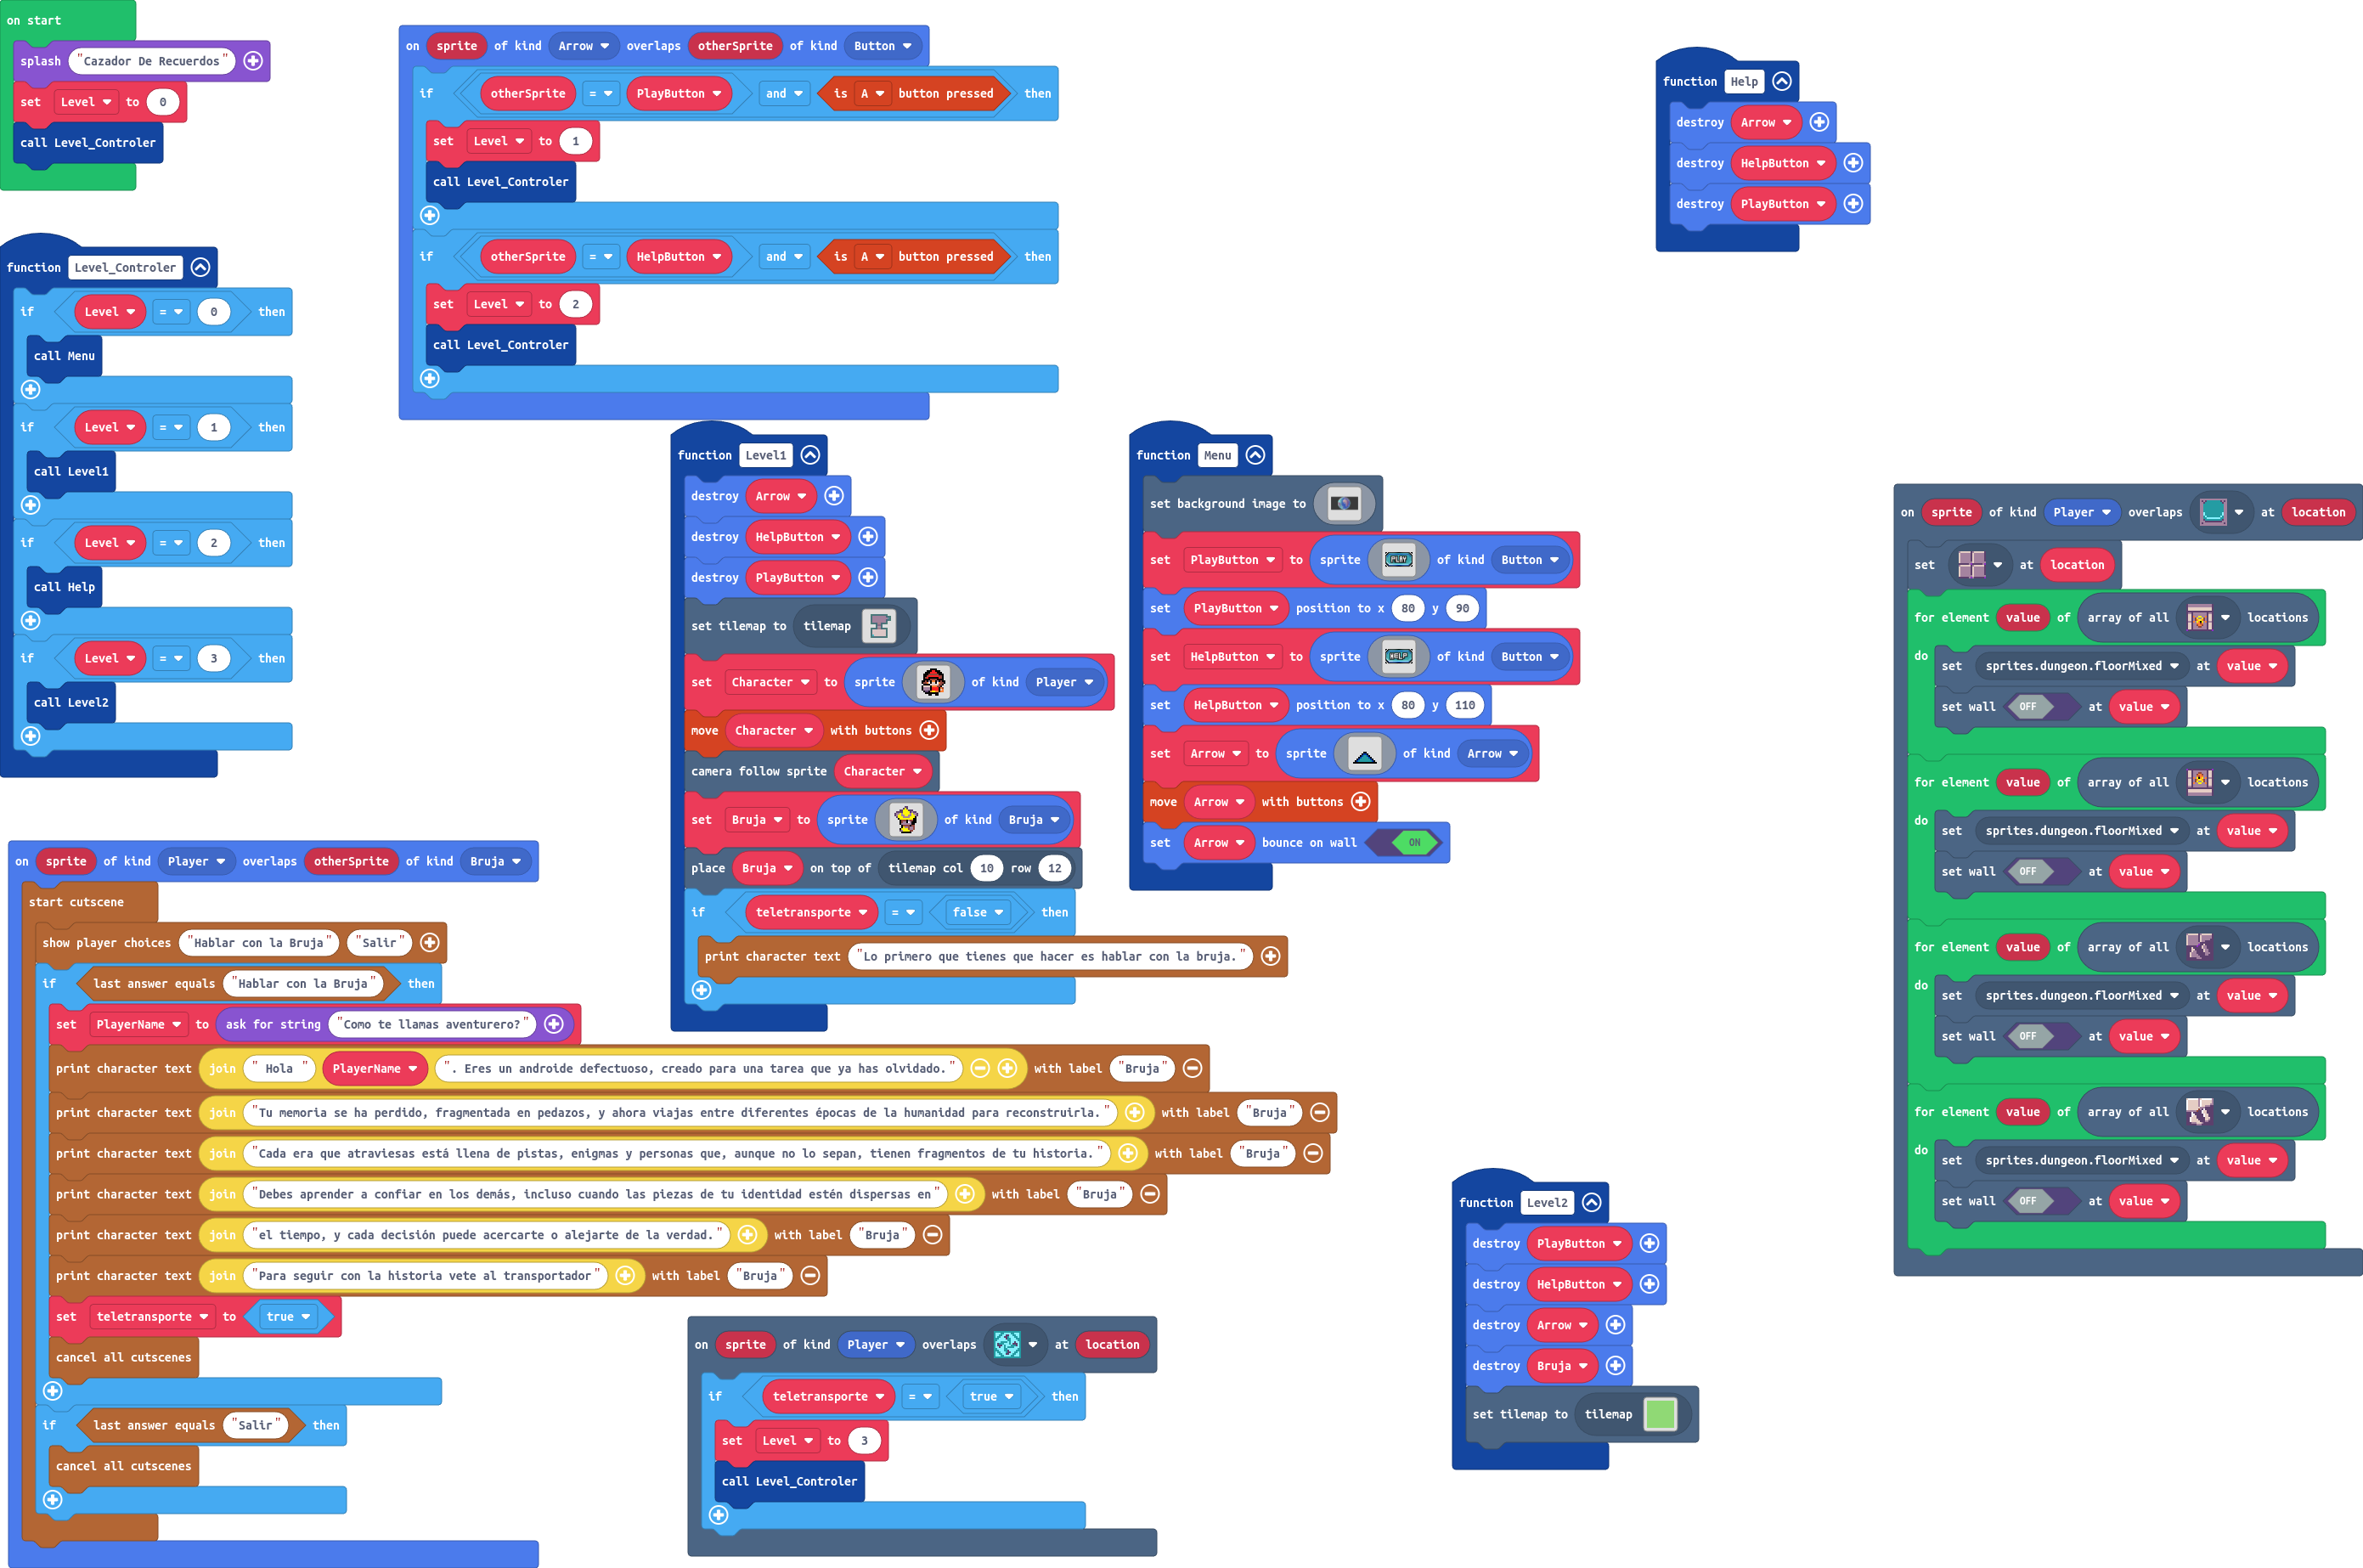 on start
splash "Cazador De Recuerdos"
set Level to 0
call Level_Controler
function Level_Controler
if Level = 0 then
call Menu
if Level = 1 then
call Level1
if Level = 2 then
call Help
if Level = 3 then
call Level2
on sprite of kind Arrow overlaps otherSprite of kind Button
if otherSprite = PlayButton and is A button pressed then
set Level to 1
call Level_Controler
if otherSprite = HelpButton and is A button pressed then
set Level to 2
call Level_Controler
function Help
destroy Arrow
destroy HelpButton
destroy PlayButton
function Level1
destroy Arrow
destroy HelpButton
destroy PlayButton
set tilemap to tilemap
set Character to sprite of kind Player
move Character with buttons
camera follow sprite Character
set Bruja to sprite of kind Bruja
place Bruja on top of tilemap col 10 row 12
if teletransporte = false then
print character text "Lo primero que tienes que hacer es hablar con la bruja."
function Menu
set background image to
set PlayButton to sprite PLAY of kind Button
set PlayButton position to x 80 y 90
set HelpButton to sprite HELP of kind Button
set HelpButton position to x 80 y 110
set Arrow to sprite of kind Arrow
move Arrow with buttons
set Arrow bounce on wall ON
on sprite of kind Player overlaps at location
set at location
for element value of array of all locations
do set sprites.dungeon.floorMixed at value
set wall OFF at value
for element value of array of all locations
do set sprites.dungeon.floorMixed at value
set wall OFF at value
for element value of array of all locations
do set sprites.dungeon.floorMixed at value
set wall OFF at value
for element value of array of all locations
do set sprites.dungeon.floorMixed at value
set wall OFF at value
on sprite of kind Player overlaps otherSprite of kind Bruja
start cutscene
show player choices "Hablar con la Bruja" "Salir"
if last answer equals "Hablar con la Bruja" then
set PlayerName to ask for string "Como te llamas aventurero?"
print character text join " Hola " PlayerName ". Eres un androide defectuoso, creado para una tarea que ya has olvidado." with label "Bruja"
print character text join "Tu memoria se ha perdido, fragmentada en pedazos, y ahora viajas entre diferentes épocas de la humanidad para reconstruirla." with label "Bruja"
print character text join "Cada era que atraviesas está llena de pistas, enigmas y personas que, aunque no lo sepan, tienen fragmentos de tu historia." with label "Bruja"
print character text join "Debes aprender a confiar en los demás, incluso cuando las piezas de tu identidad estén dispersas en" with label "Bruja"
print character text join "el tiempo, y cada decisión puede acercarte o alejarte de la verdad." with label "Bruja"
print character text join "Para seguir con la historia vete al transportador" with label "Bruja"
set teletransporte to true
cancel all cutscenes
if last answer equals "Salir" then
cancel all cutscenes
on sprite of kind Player overlaps at location
if teletransporte = true then
set Level to 3
call Level_Controler
function Level2
destroy PlayButton
destroy HelpButton
destroy Arrow
destroy Bruja
set tilemap to tilemap